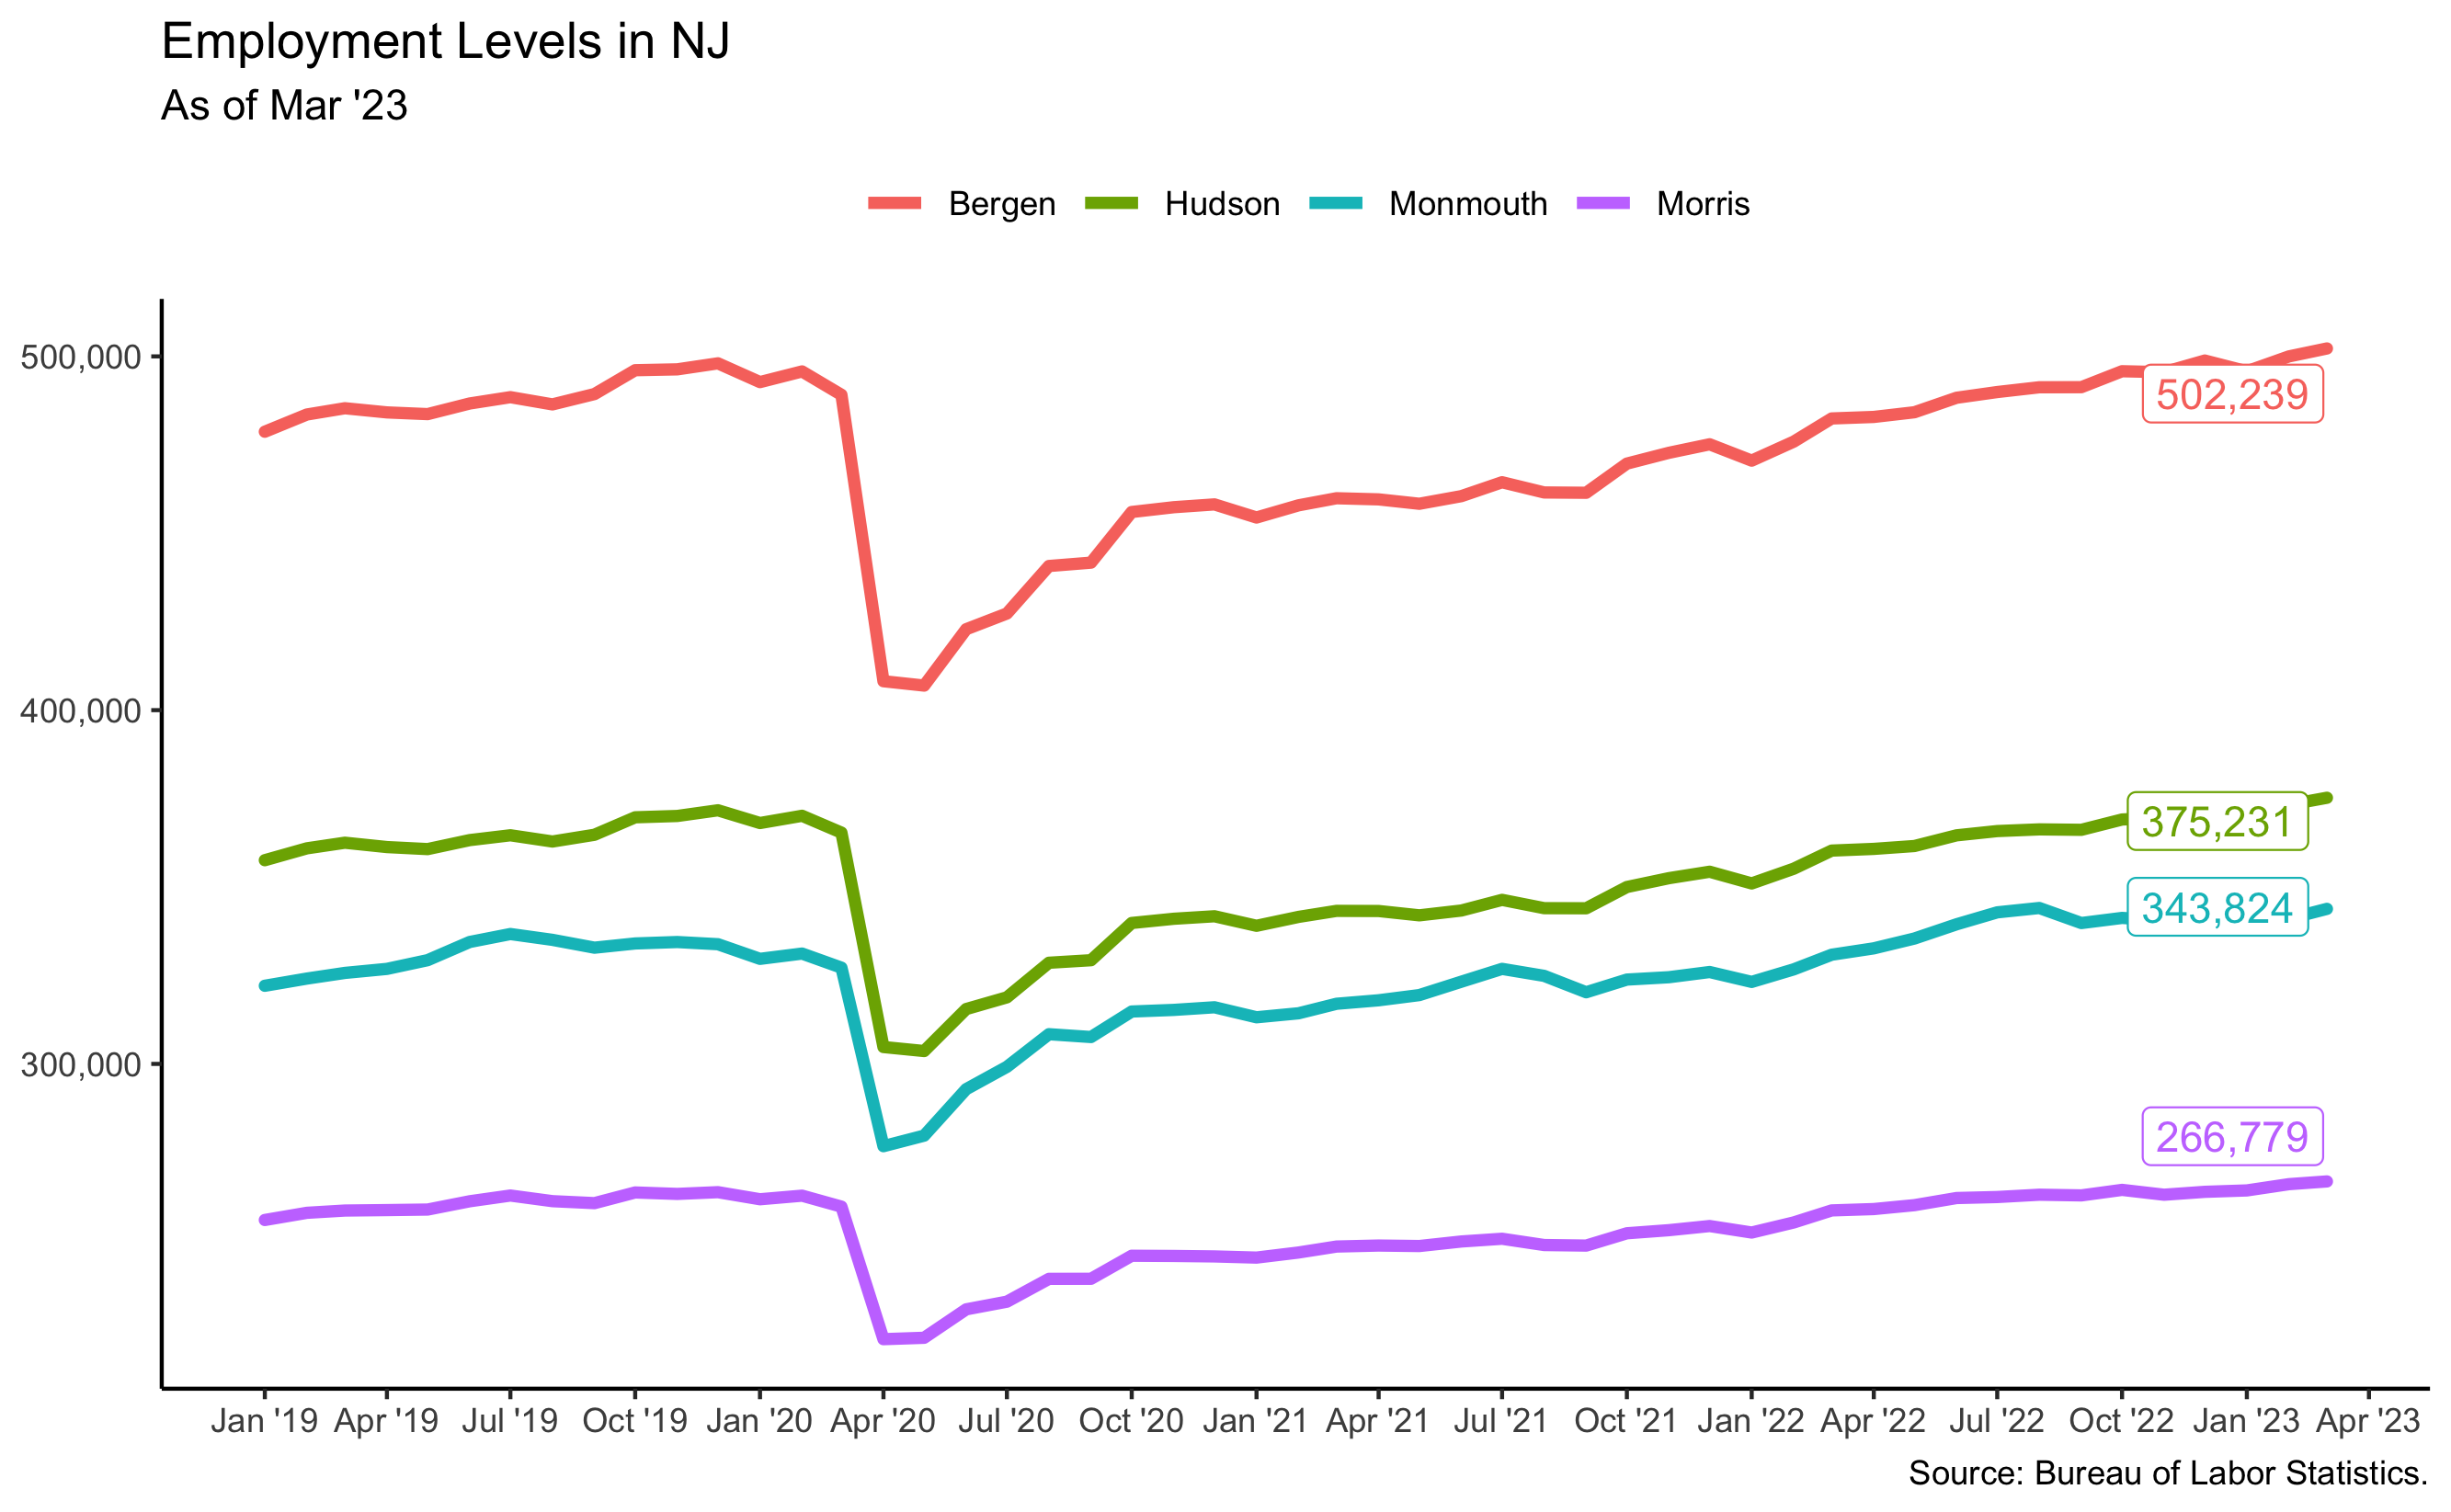 Employment Levels in NJ
As of Mar '23
Bergen Hudson Monmouth Morris
500,000
400,000
300,000
502,239
375,231
343,824
266,779
Jan '19 Apr '19 Jul '19 Oct '19 Jan '20 Apr '20 Jul '20 Oct '20 Jan '21 Apr '21 Jul '21 Oct '21 Jan '22 Apr '22 Jul '22 Oct '22 Jan '23 Apr '23
Source: Bureau of Labor Statistics.